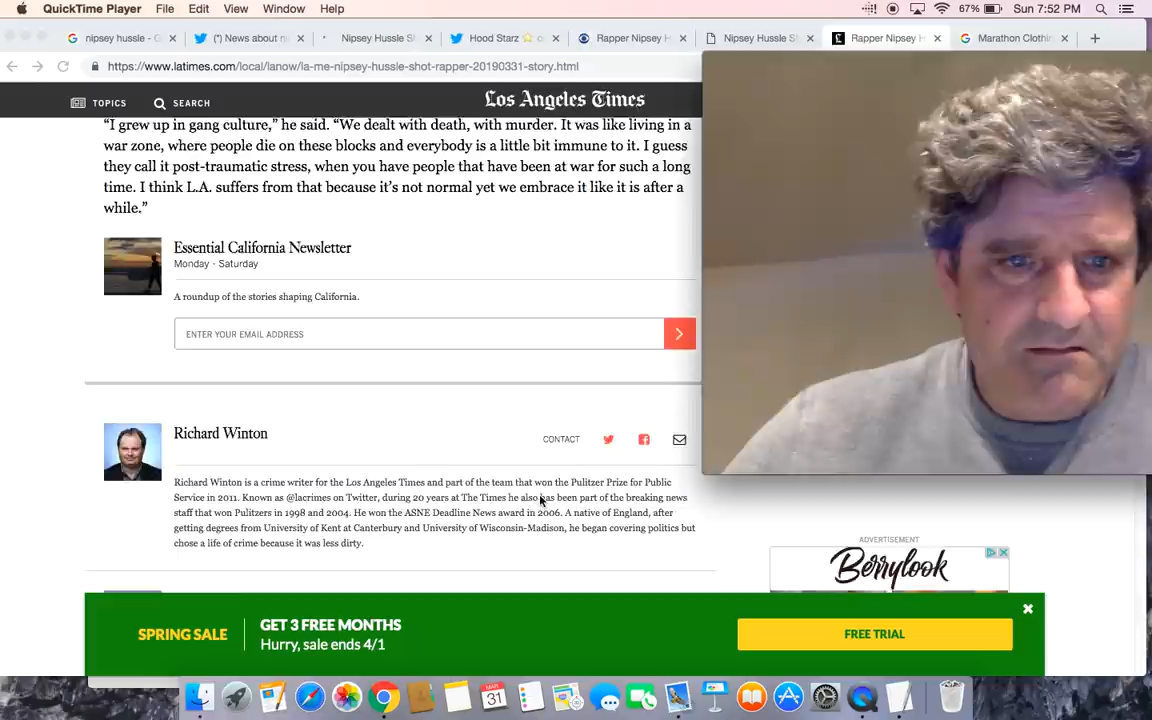 QuickTime Player File Edit View Window Help 67% Sun 7:52 PM
nipsey hussle - G (*) News about n Nipsey Hussle S Hood Starz o Rapper Nipsey H Nipsey Hussle Sh Rapper Nipsey H Marathon Clothin
https://www.latimes.com/local/lanow/la-me-nipsey-hussle-shot-rapper-20190331-story.html
TOPICS SEARCH Los Angeles Times
“I grew up in gang culture,” he said. “We dealt with death, with murder. It was like living in a
war zone, where people die on these blocks and everybody is a little bit immune to it. I guess
they call it post-traumatic stress, when you have people that have been at war for such a long
time. I think L.A. suffers from that because it’s not normal yet we embrace it like it is after a
while.”
Essential California Newsletter
Monday - Saturday
A roundup of the stories shaping California.
ENTER YOUR EMAIL ADDRESS
Richard Winton
CONTACT
Richard Winton is a crime writer for the Los Angeles Times and part of the team that won the Pulitzer Prize for Public
Service in 2011. Known as @lacrimes on Twitter, during 20 years at The Times he also has been part of the breaking news
staff that won Pulitzers in 1998 and 2004. He won the ASNE Deadline News award in 2006. A native of England, after
getting degrees from University of Kent at Canterbury and University of Wisconsin-Madison, he began covering politics but
chose a life of crime because it was less dirty.
ADVERTISEMENT
Berrylook
SPRING SALE
GET 3 FREE MONTHS
Hurry, sale ends 4/1
FREE TRIAL
MAR
31